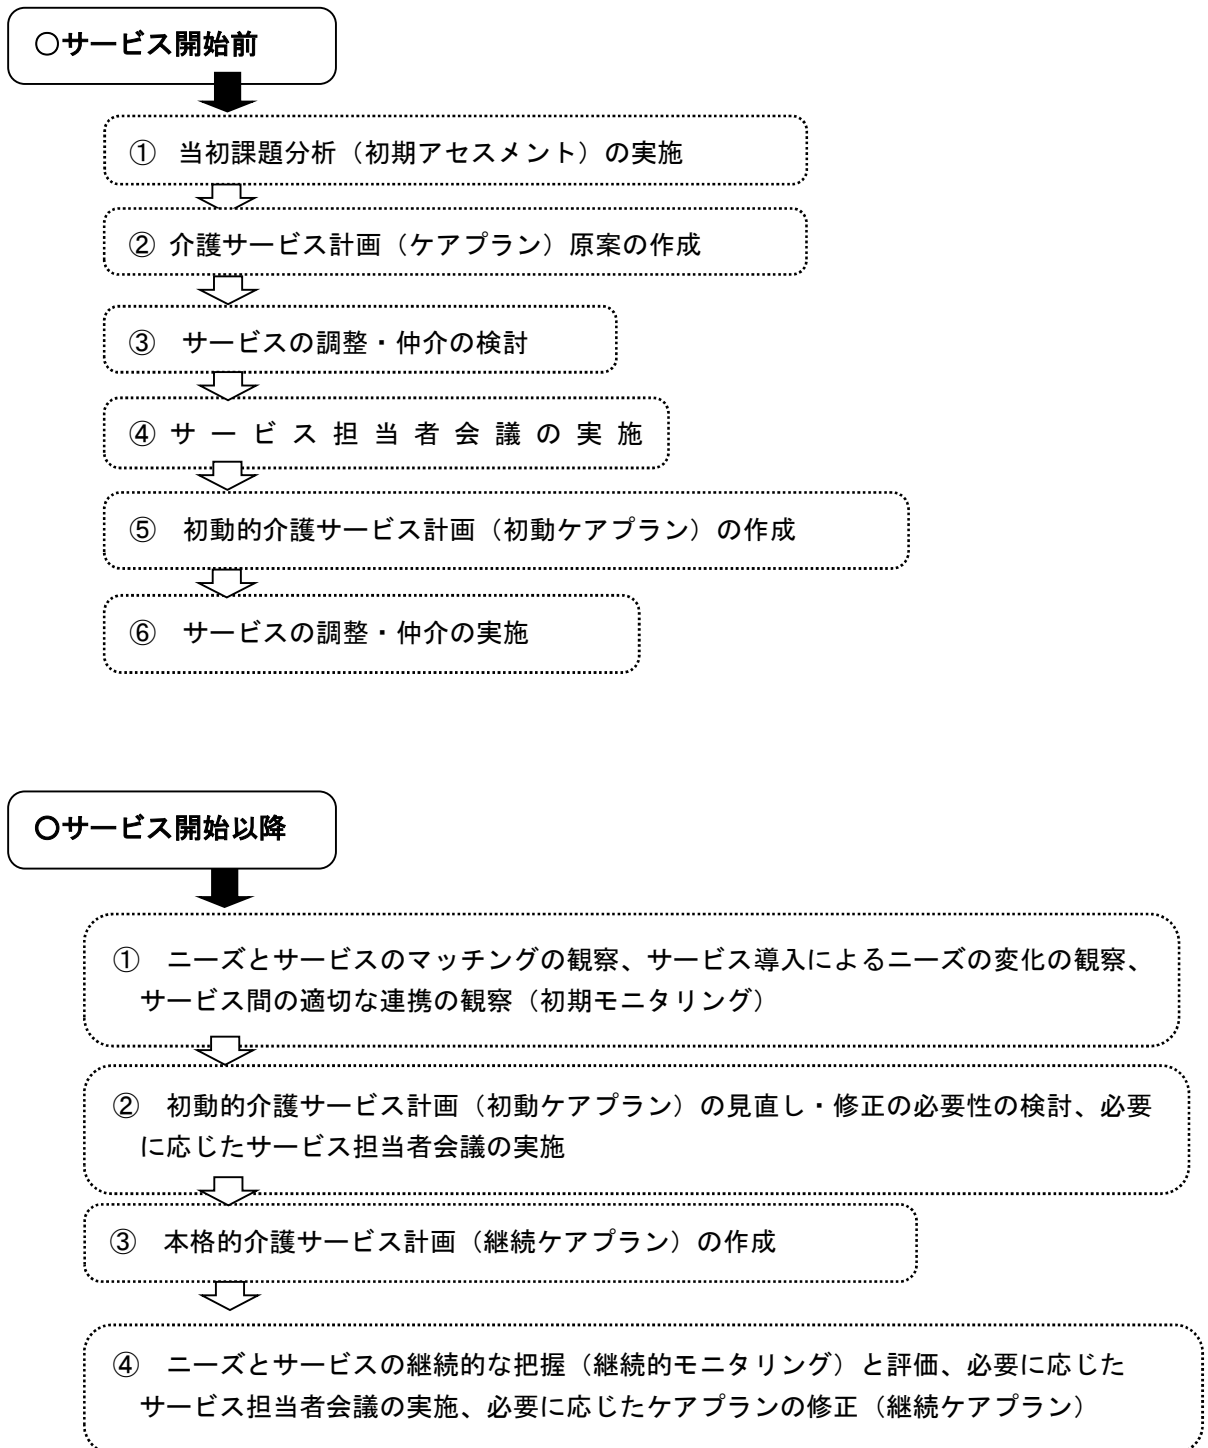 ○サービス開始前
① 当初課題分析（初期アセスメント）の実施
② 介護サービス計画（ケアプラン）原案の作成
③ サービスの調整・仲介の検討
④ サービス担当者会議の実施
⑤ 初動的介護サービス計画（初動ケアプラン）の作成
⑥ サービスの調整・仲介の実施
○サービス開始以降
① ニーズとサービスのマッチングの観察、サービス導入によるニーズの変化の観察、
サービス間の適切な連携の観察（初期モニタリング）
② 初動的介護サービス計画（初動ケアプラン）の見直し・修正の必要性の検討、必要
に応じたサービス担当者会議の実施
③ 本格的介護サービス計画（継続ケアプラン）の作成
④ ニーズとサービスの継続的な把握（継続的モニタリング）と評価、必要に応じた
サービス担当者会議の実施、必要に応じたケアプランの修正（継続ケアプラン）